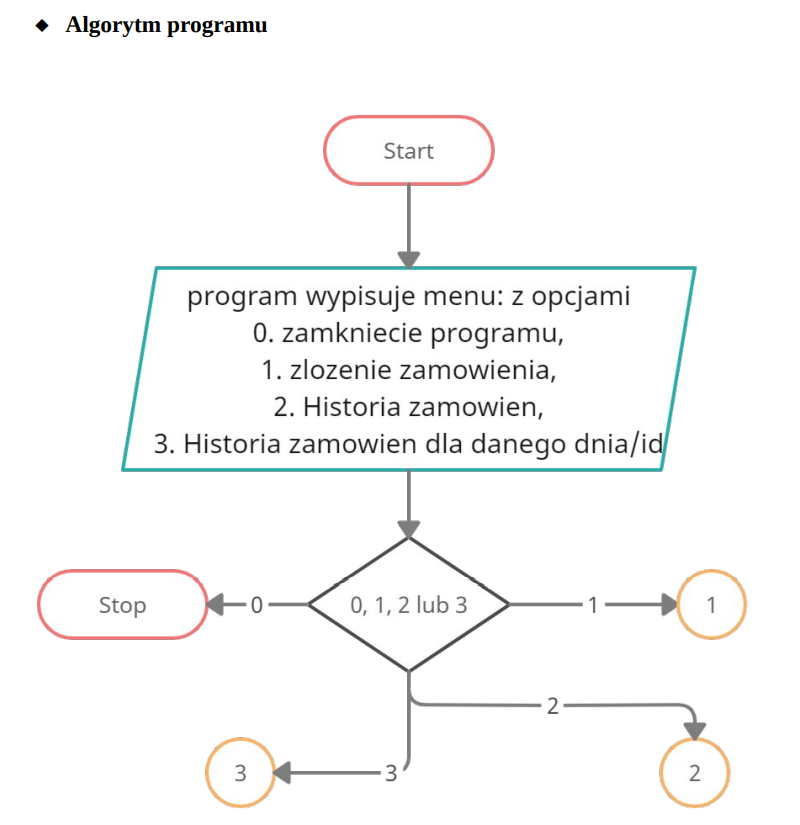 Algorytm programu
Start
program wypisuje menu: z opcjami
0. zamkniecie programu,
1. zlozenie zamowienia,
2. Historia zamowien,
3. Historia zamowien dla danego dnia/id
Stop
0
0, 1, 2 lub 3
1
1
2
3
3
2